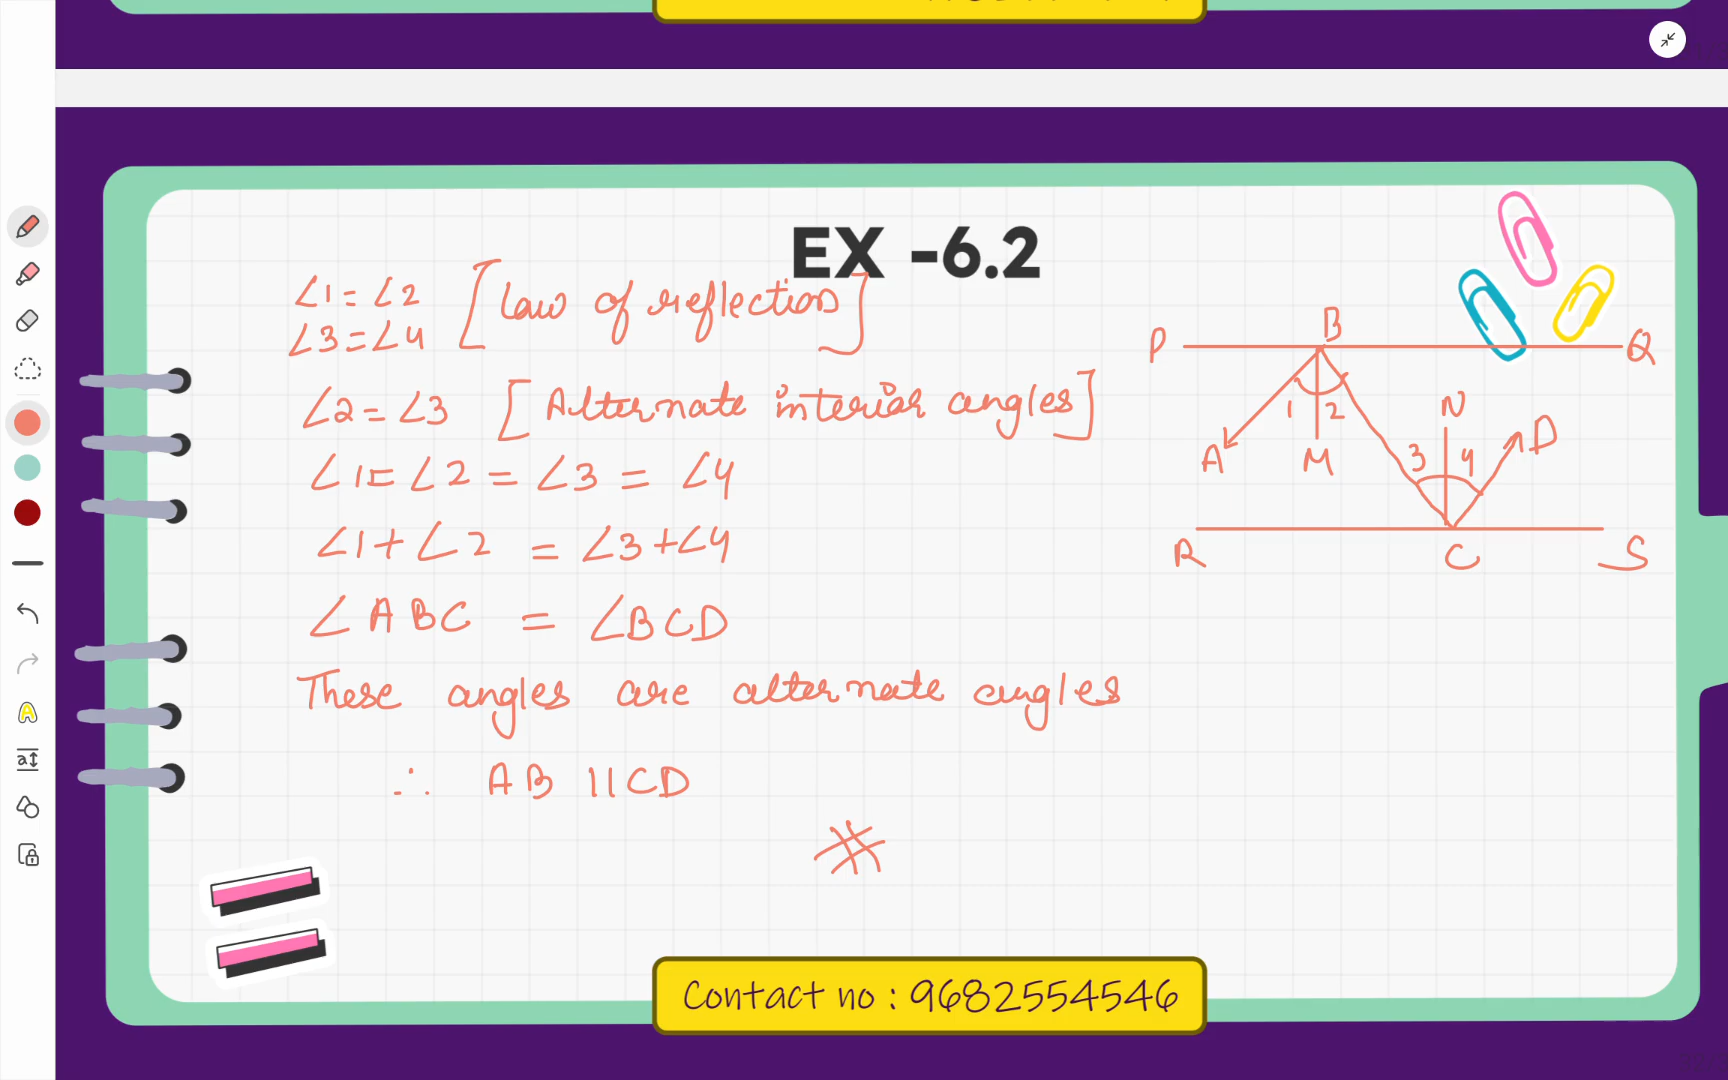 EX -6.2
∠1 = ∠2 [law of reflection]
∠3 = ∠4
∠2 = ∠3 [Alternate interior angles]
∠1 = ∠2 = ∠3 = ∠4
∠1 + ∠2 = ∠3 + ∠4
∠ABC = ∠BCD
These angles are alternate angles
∴ AB || CD
P B Q
1 2 N
A M 3 4 D
R C S
Contact no : 9682554546